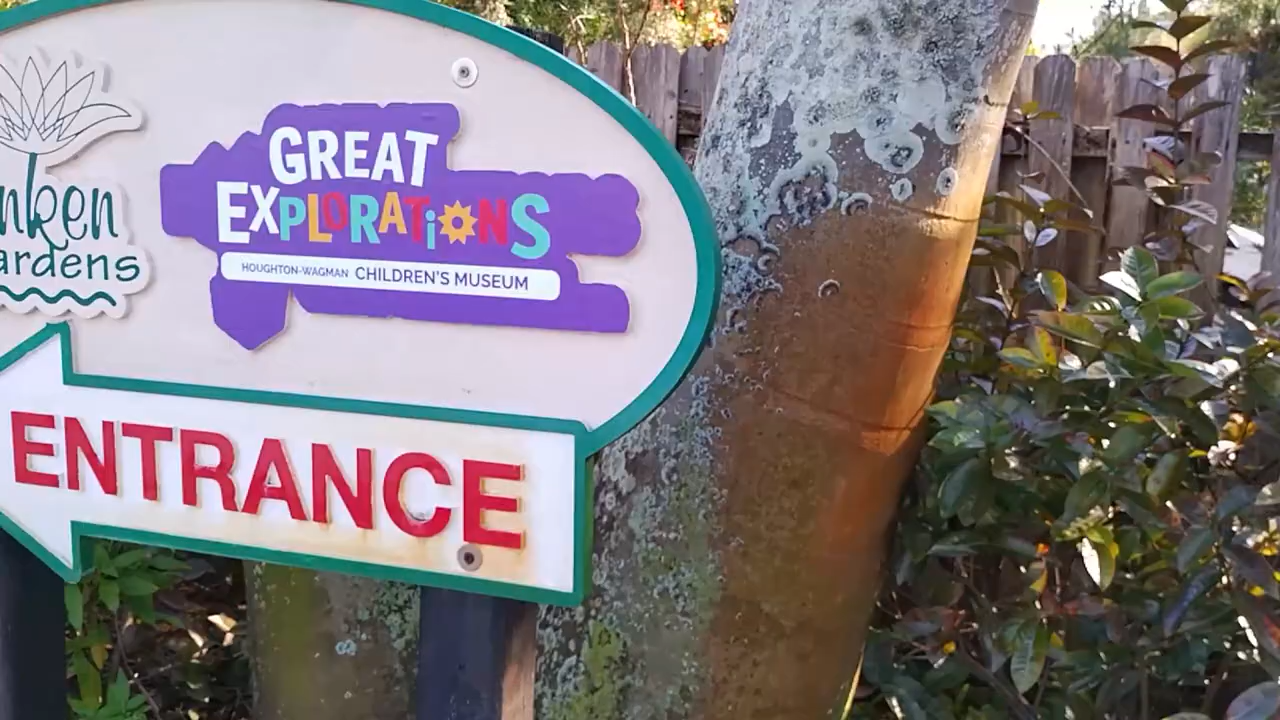 GREAT
EXPLORATiONS
HOUGHTON-WAGMAN CHILDREN'S MUSEUM
nken
ardens
ENTRANCE